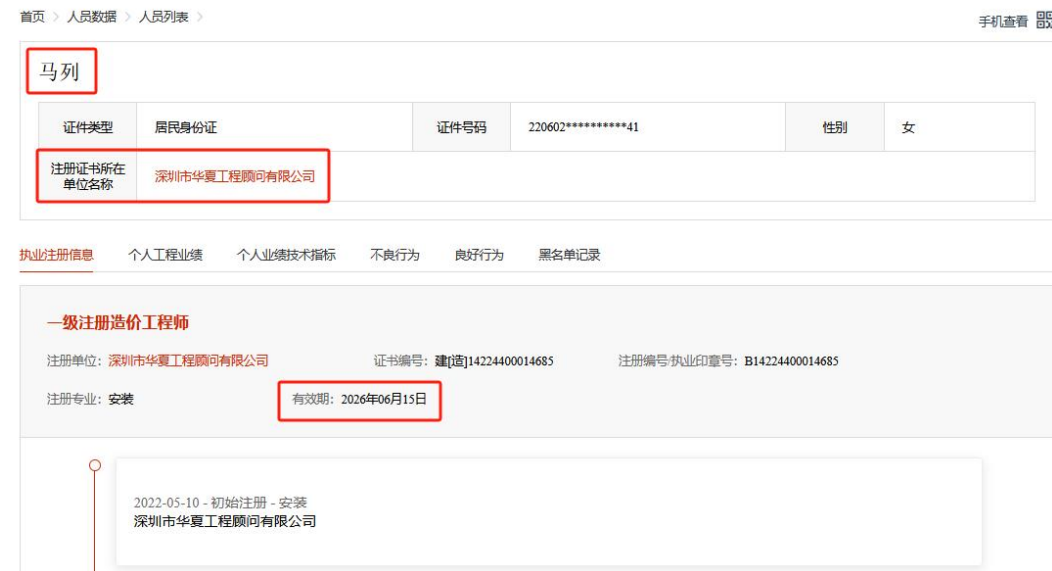 首页 > 人员数据 > 人员列表 >
手机查看
马列
证件类型 居民身份证 证件号码 220602**********41 性别 女
注册证书所在
单位名称
深圳市华夏工程顾问有限公司
执业注册信息 个人工程业绩 个人业绩技术指标 不良行为 良好行为 黑名单记录
一级注册造价工程师
注册单位：深圳市华夏工程顾问有限公司 证书编号：建[造]14224400014685 注册编号/执业印章号：B14224400014685
注册专业：安装 有效期：2026年06月15日
2022-05-10 - 初始注册 - 安装
深圳市华夏工程顾问有限公司